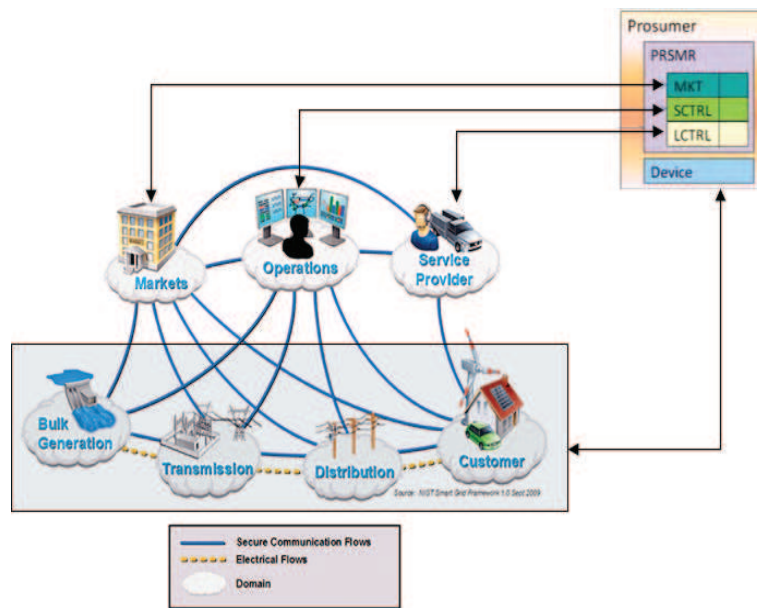 Prosumer
PRSMR
MKT
SCTRL
LCTRL
Device
Markets
Operations
Service
Provider
Bulk
Generation
Transmission
Distribution
Customer
Source: NIST Smart Grid Framework 1.0 Sept 2009
Secure Communication Flows
Electrical Flows
Domain